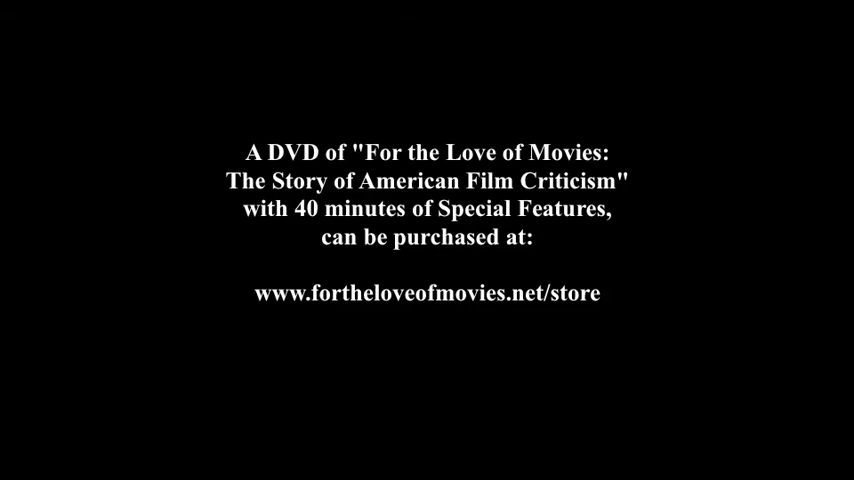 A DVD of "For the Love of Movies:
The Story of American Film Criticism"
with 40 minutes of Special Features,
can be purchased at:
www.fortheloveofmovies.net/store